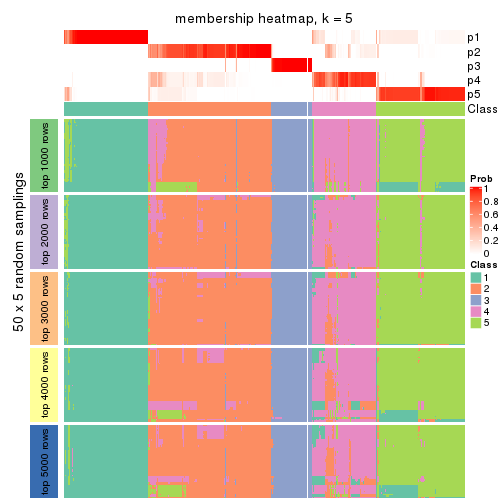 membership heatmap, k = 5
p1
p2
p3
p4
p5
Class
50 x 5 random samplings
top 1000 rows
top 2000 rows
top 3000 rows
top 4000 rows
top 5000 rows
Prob
1
0.8
0.6
0.4
0.2
0
Class
1
2
3
4
5